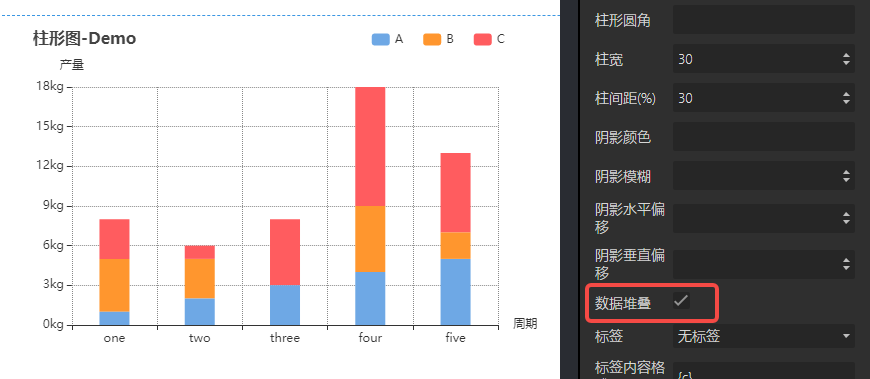 柱形图-Demo
A
B
C
产量
18kg
15kg
12kg
9kg
6kg
3kg
0kg
one
two
three
four
five
周期
柱形圆角
柱宽
30
柱间距(%)
30
阴影颜色
阴影模糊
阴影水平偏
移
阴影垂直偏
移
数据堆叠
标签
无标签
标签内容格
{c}